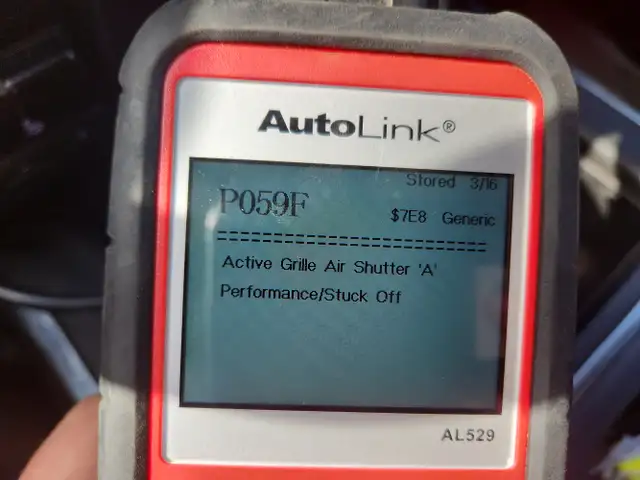 AutoLink®
Stored 3/16
P059F $7E8 Generic
==============================
Active Grille Air Shutter 'A'
Performance/Stuck Off
AL529